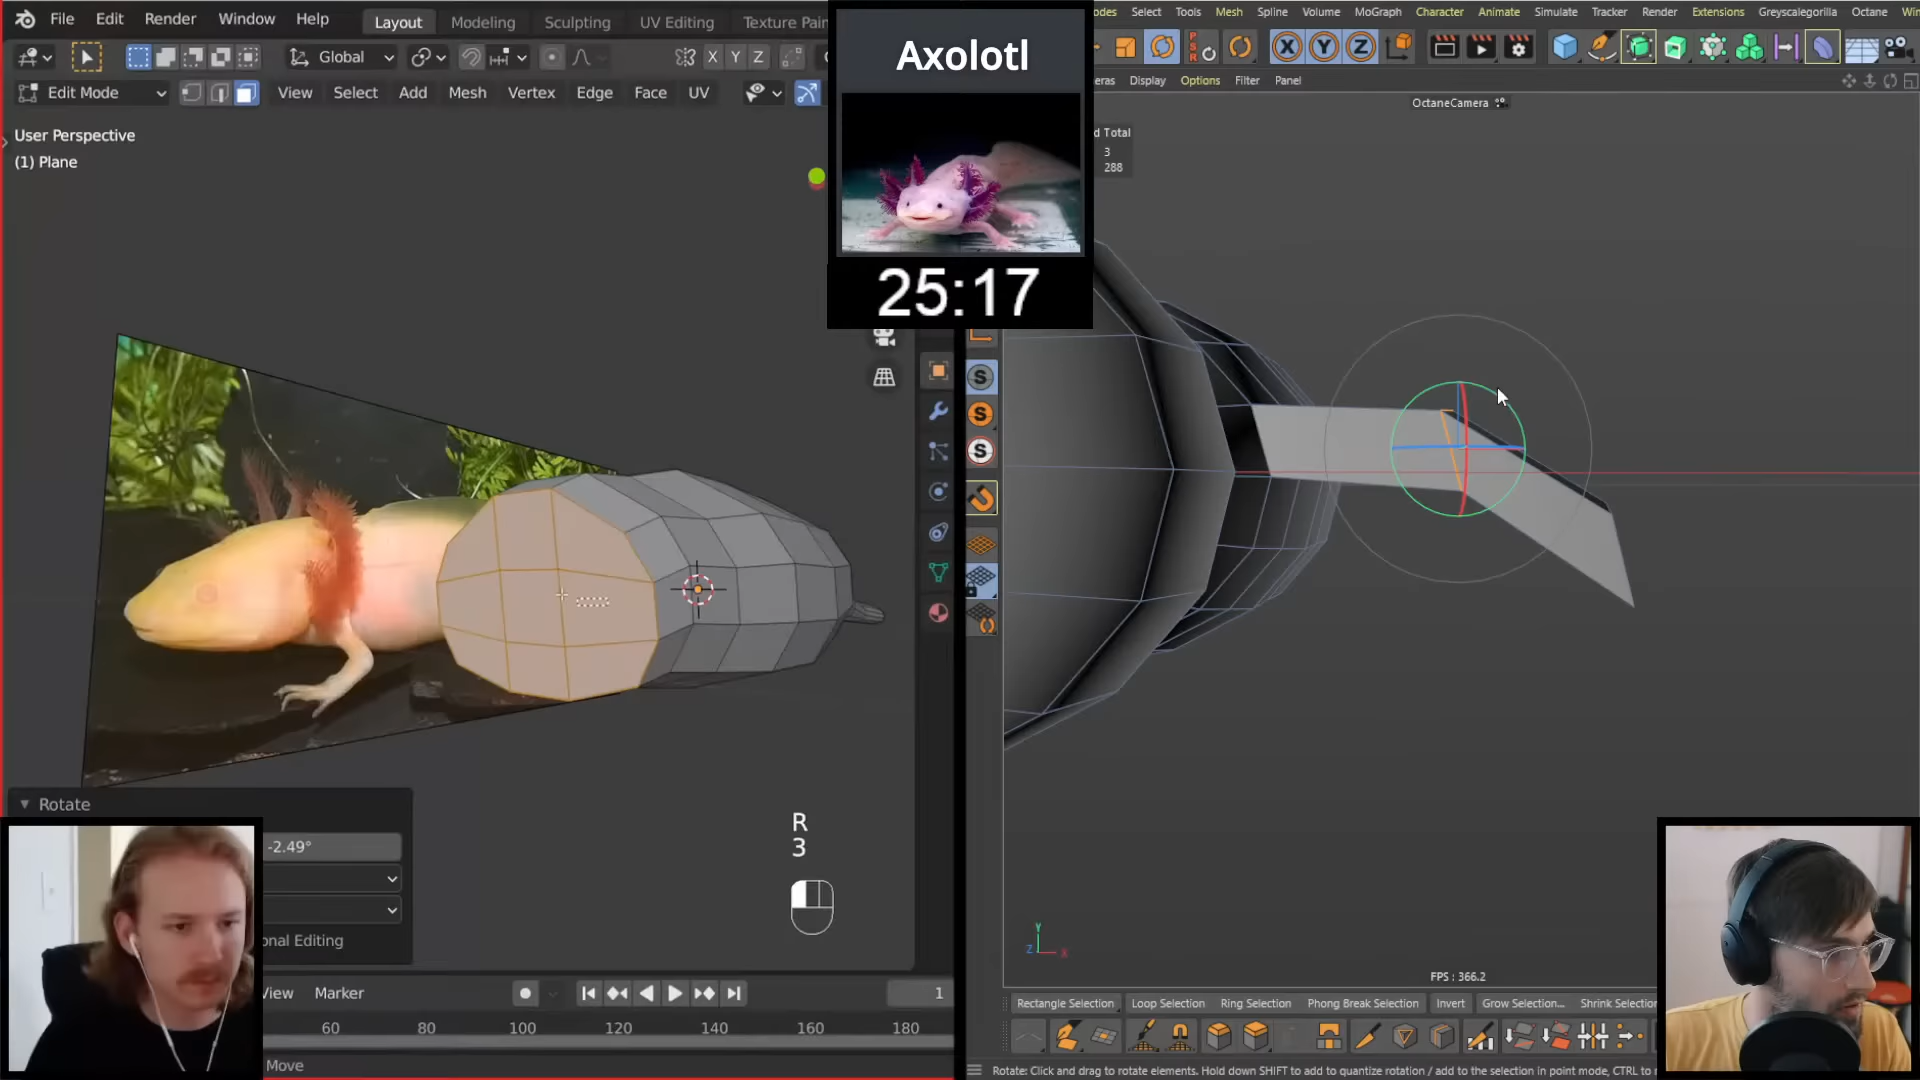 File Edit Render Window Help Layout Modeling Sculpting UV Editing Texture Pain
Global X Y Z
Edit Mode View Select Add Mesh Vertex Edge Face UV
User Perspective
(1) Plane
Axolotl
25:17
odes Select Tools Mesh Spline Volume MoGraph Character Animate Simulate Tracker Render Extensions Greyscalegorilla Octane Win
P
S
R
X Y Z
eras Display Options Filter Panel
OctaneCamera
d Total
3
288
S
S
S
Rotate
-2.49°
onal Editing
R
3
View Marker 1
60 80 100 120 140 160 180
Move
Y
Z X
FPS : 366.2
Rectangle Selection Loop Selection Ring Selection Phong Break Selection Invert Grow Selection... Shrink Selection
Rotate: Click and drag to rotate elements. Hold down SHIFT to add to quantize rotation / add to the selection in point mode, CTRL to r